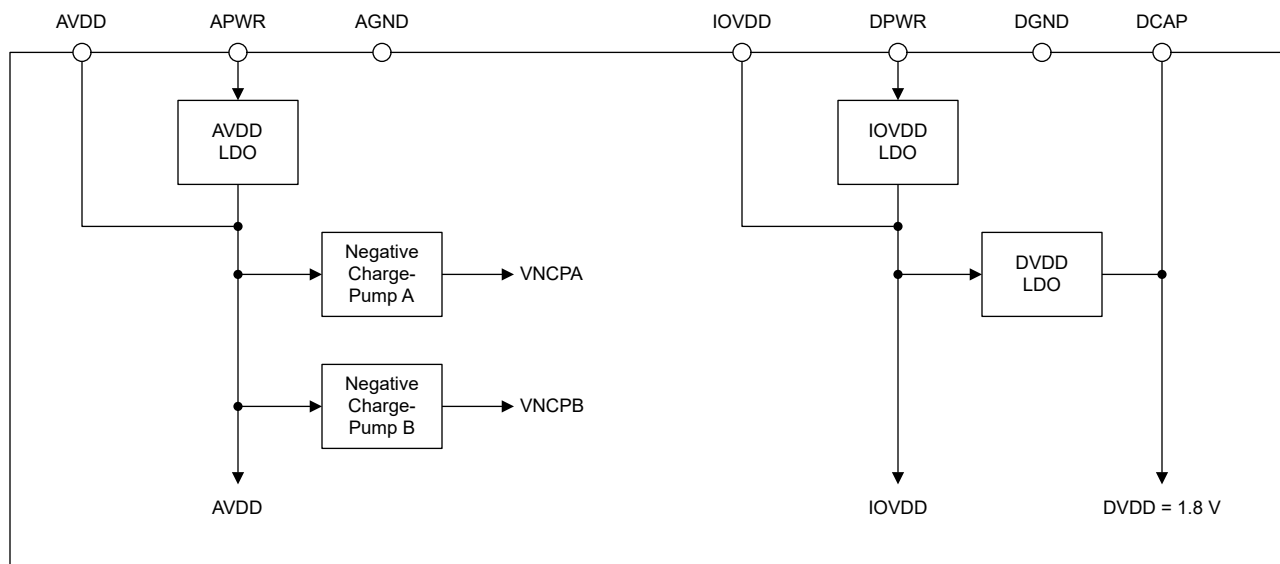 AVDD
APWR
AGND
IOVDD
DPWR
DGND
DCAP
AVDD
LDO
IOVDD
LDO
Negative
Charge-
Pump A
VNCPA
DVDD
LDO
Negative
Charge-
Pump B
VNCPB
AVDD
IOVDD
DVDD = 1.8 V